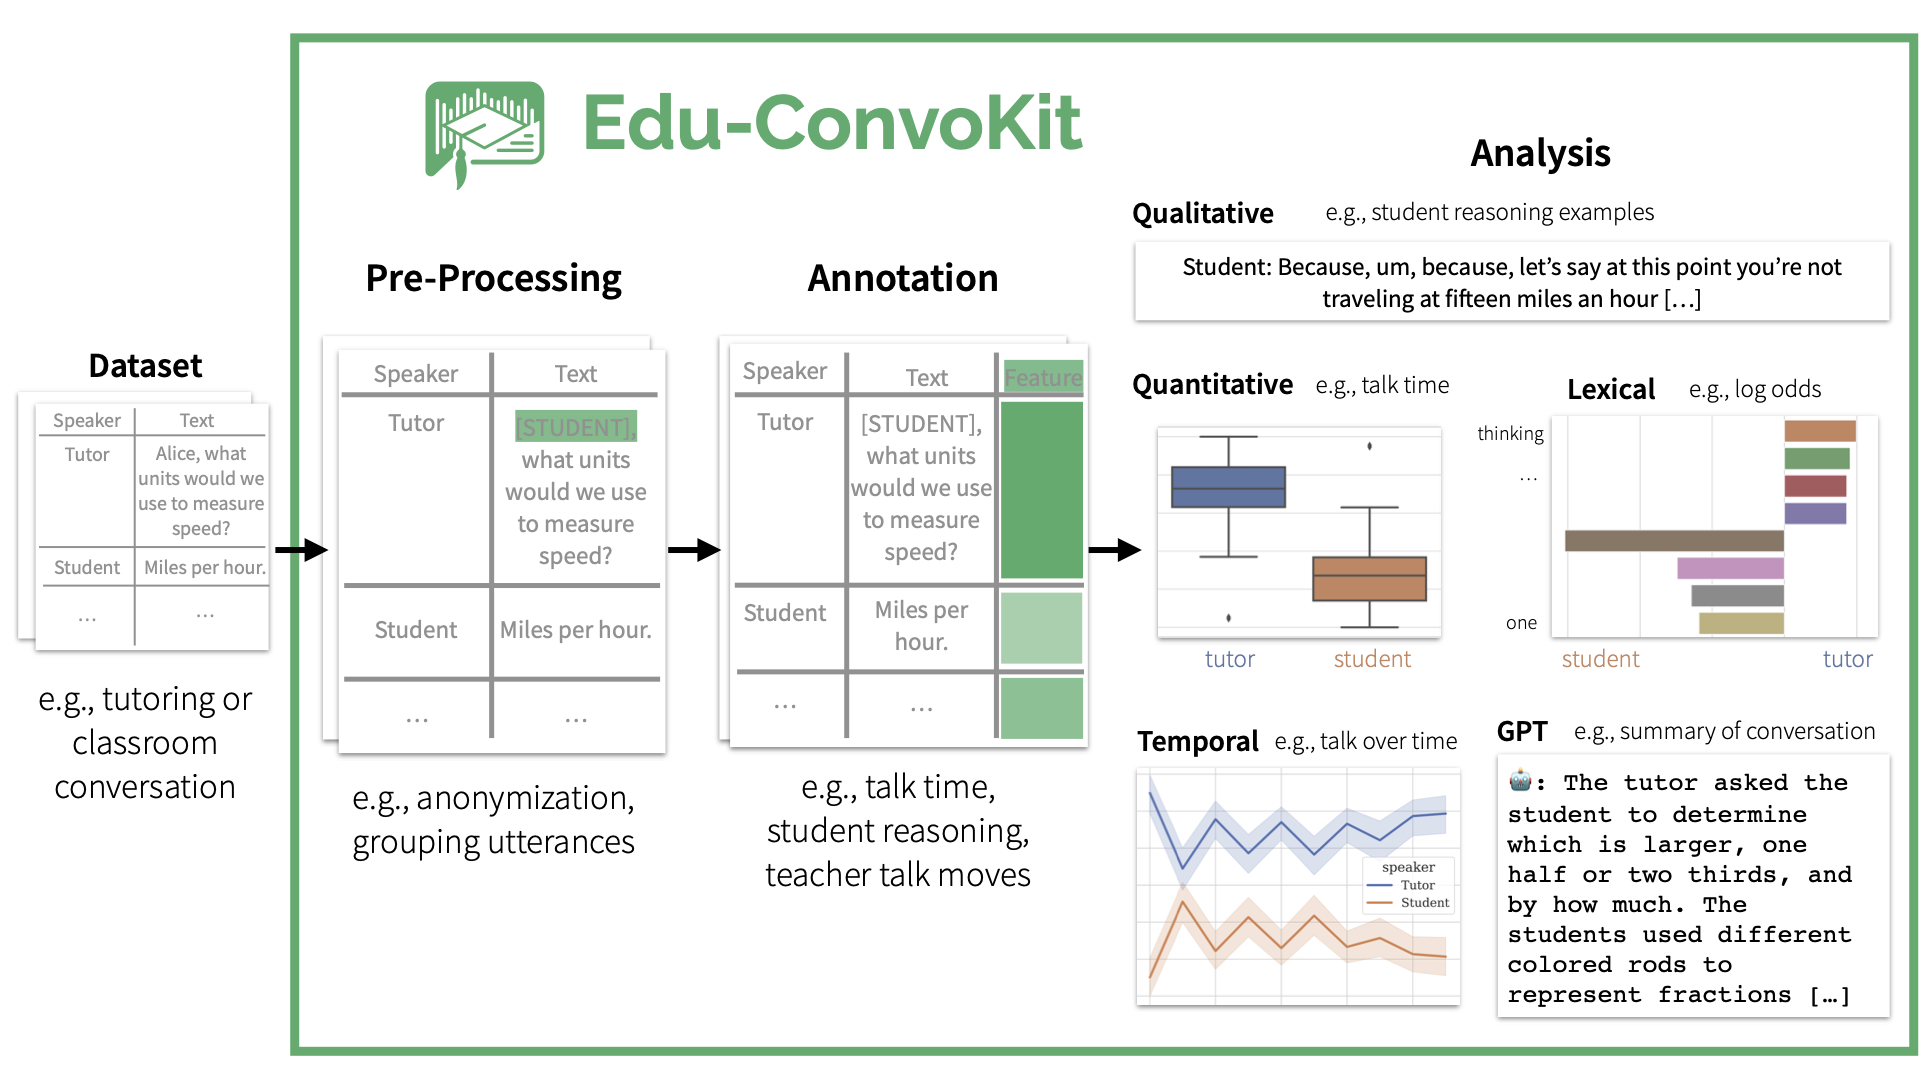 Edu-ConvoKit
Dataset
Speaker Text
Tutor Alice, what
units would we
use to measure
speed?
Student Miles per hour.
... ...
e.g., tutoring or
classroom
conversation
Pre-Processing
Speaker Text
Tutor [STUDENT],
what units
would we use
to measure
speed?
Student Miles per hour.
... ...
e.g., anonymization,
grouping utterances
Annotation
Speaker Text Feature
Tutor [STUDENT],
what units
would we use
to measure
speed?
Student Miles per
hour.
... ...
e.g., talk time,
student reasoning,
teacher talk moves
Analysis
Qualitative e.g., student reasoning examples
Student: Because, um, because, let’s say at this point you’re not
traveling at fifteen miles an hour [...]
Quantitative e.g., talk time
tutor student
Lexical e.g., log odds
thinking
...
one
student tutor
Temporal e.g., talk over time
speaker
Tutor
Student
GPT e.g., summary of conversation
🤖: The tutor asked the
student to determine
which is larger, one
half or two thirds, and
by how much. The
students used different
colored rods to
represent fractions [...]